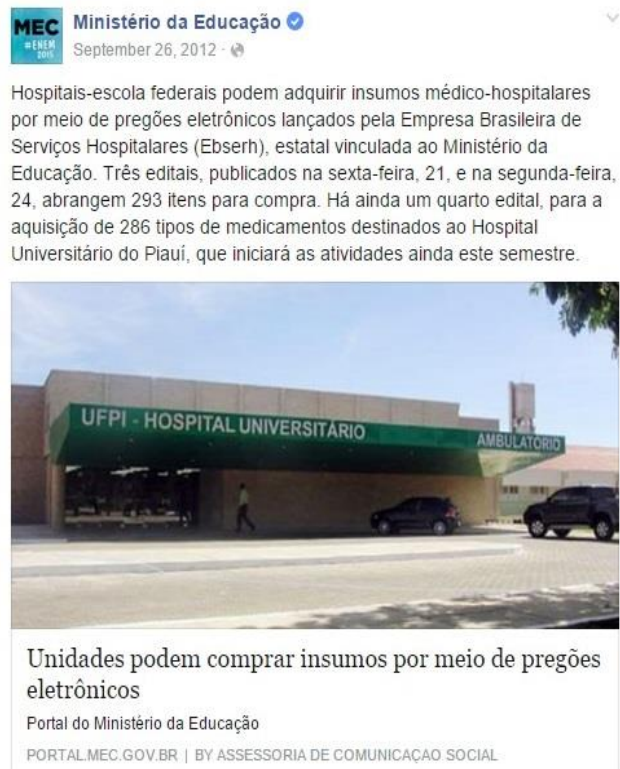 MEC
#ENEM
2015
Ministério da Educação
September 26, 2012 ·
Hospitais-escola federais podem adquirir insumos médico-hospitalares
por meio de pregões eletrônicos lançados pela Empresa Brasileira de
Serviços Hospitalares (Ebserh), estatal vinculada ao Ministério da
Educação. Três editais, publicados na sexta-feira, 21, e na segunda-feira,
24, abrangem 293 itens para compra. Há ainda um quarto edital, para a
aquisição de 286 tipos de medicamentos destinados ao Hospital
Universitário do Piauí, que iniciará as atividades ainda este semestre.
UFPI - HOSPITAL UNIVERSITÁRIO
AMBULATÓRIO
Unidades podem comprar insumos por meio de pregões
eletrônicos
Portal do Ministério da Educação
PORTAL.MEC.GOV.BR | BY ASSESSORIA DE COMUNICAÇAO SOCIAL